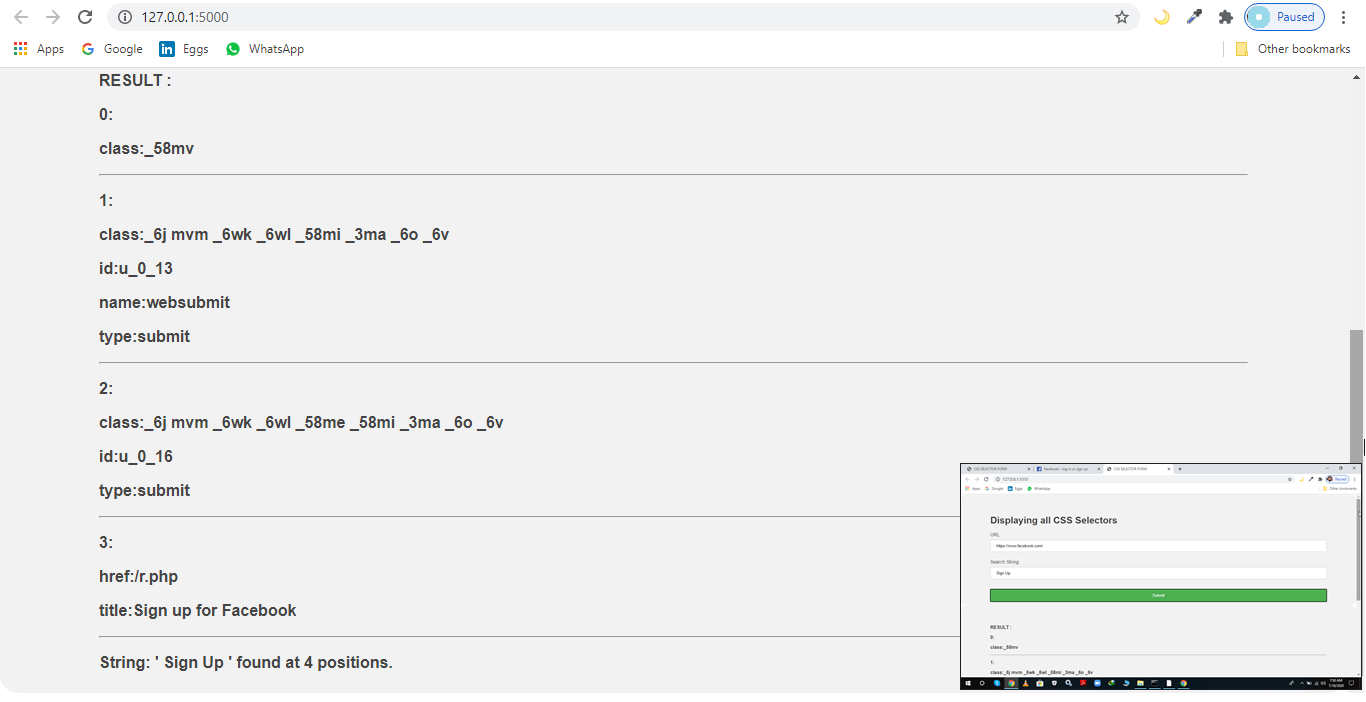 127.0.0.1:5000
Paused
Apps
Google
Eggs
WhatsApp
Other bookmarks
RESULT :
0:
class:_58mv
1:
class:_6j mvm _6wk _6wl _58mi _3ma _6o _6v
id:u_0_13
name:websubmit
type:submit
2:
class:_6j mvm _6wk _6wl _58me _58mi _3ma _6o _6v
id:u_0_16
type:submit
3:
href:/r.php
title:Sign up for Facebook
String: ' Sign Up ' found at 4 positions.
CSS SELECTOR FORM
Facebook – log in or sign up
CSS SELECTOR FORM
127.0.0.1:5000
Paused
Apps
Google
Eggs
WhatsApp
Other bookmarks
Displaying all CSS Selectors
URL
https://www.facebook.com/
Search String
Sign Up
Submit
RESULT :
0:
class:_58mv
1:
class:_6j mvm _6wk _6wl _58mi _3ma _6o _6v